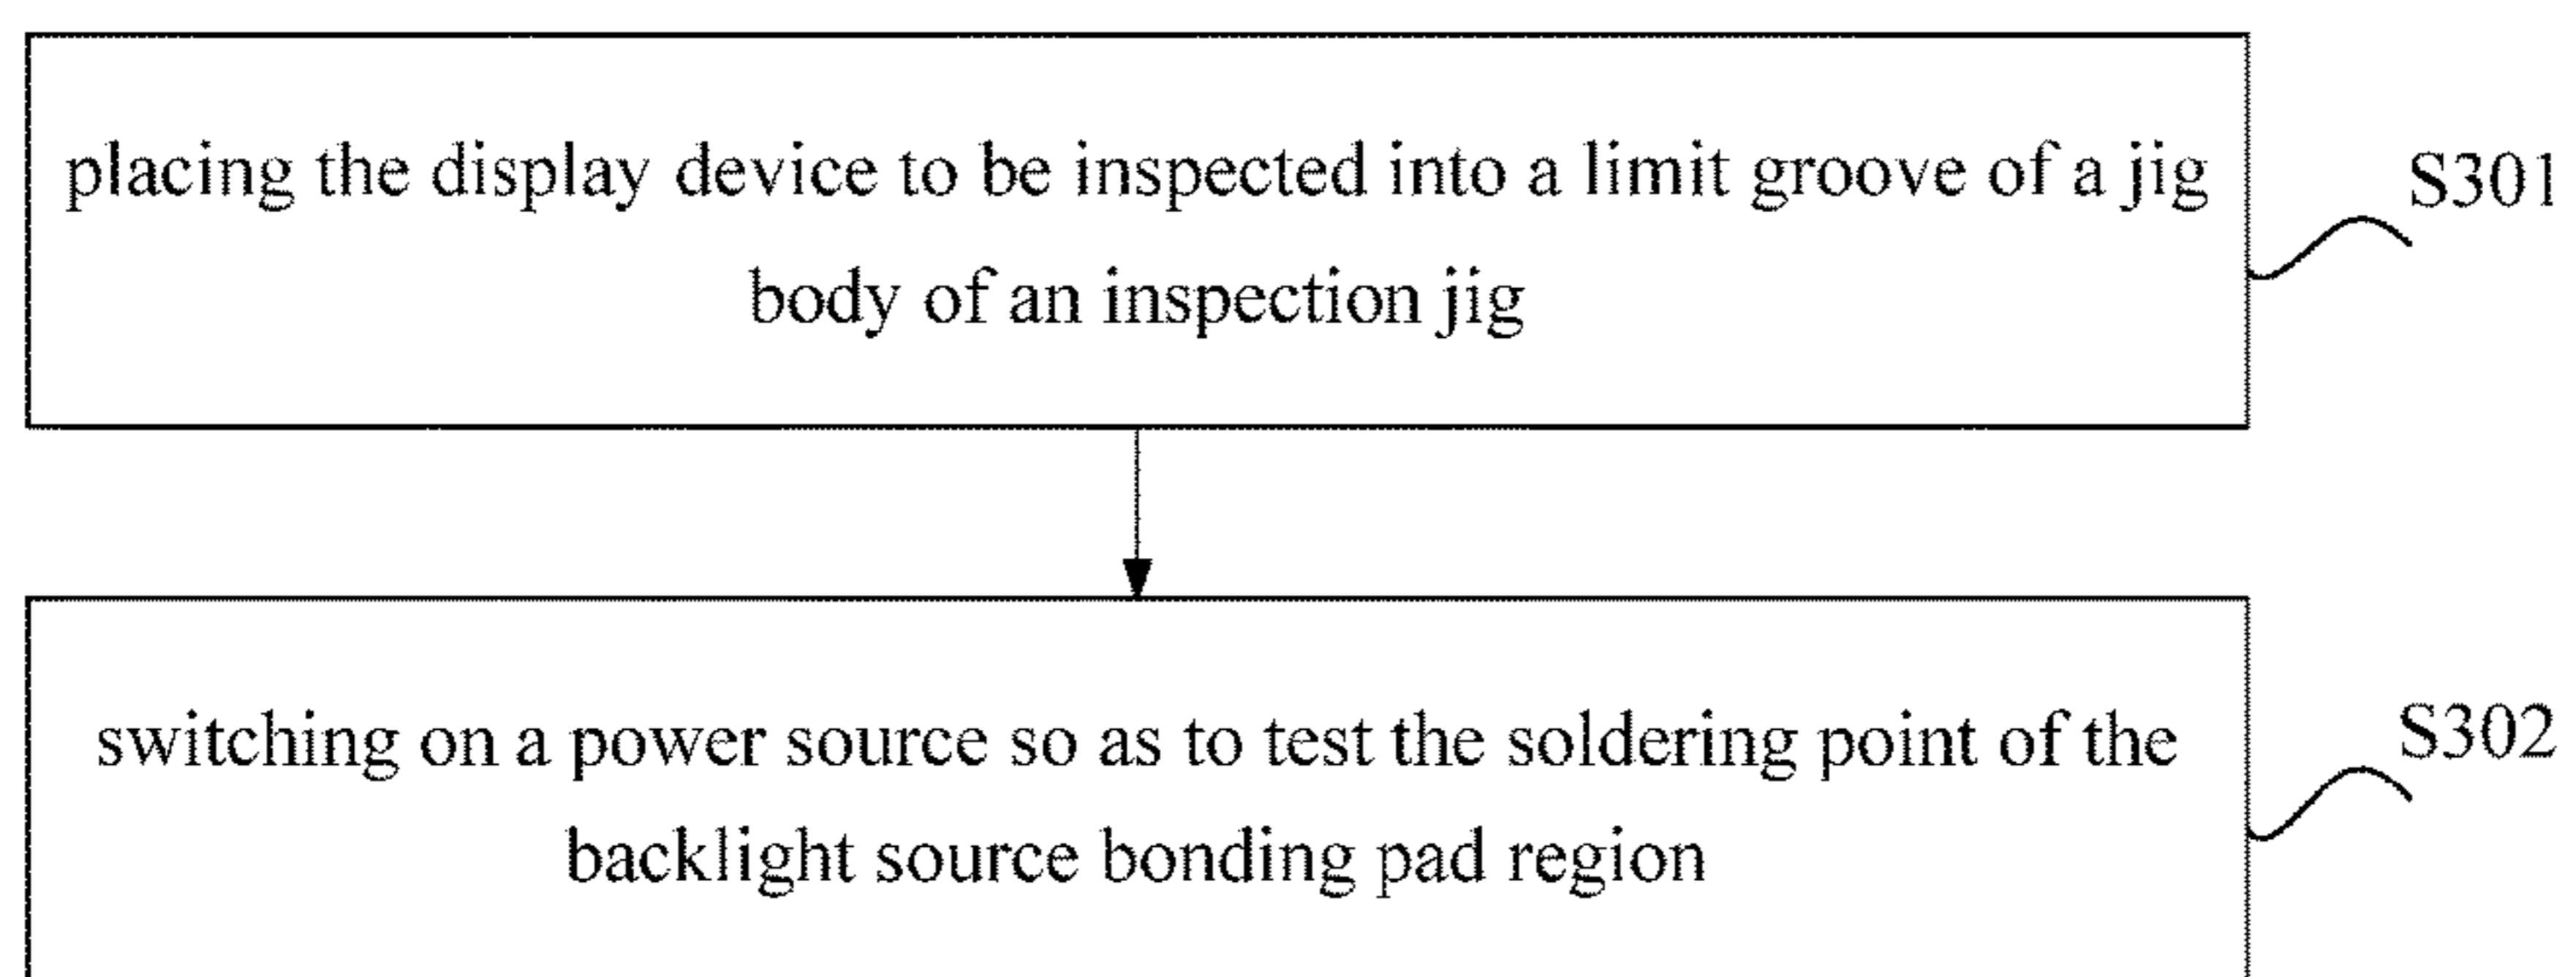 placing the display device to be inspected into a limit groove of a jig
body of an inspection jig
S301
switching on a power source so as to test the soldering point of the
backlight source bonding pad region
S302